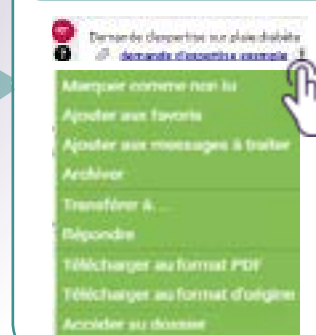 Demande d'expertise sur plaie diabète
demande d'expertise
Marquer comme non lu
Ajouter aux favoris
Ajouter aux messages à traiter
Archiver
Transférer à...
Répondre
Télécharger au format PDF
Télécharger au format d'origine
Accéder au dossier